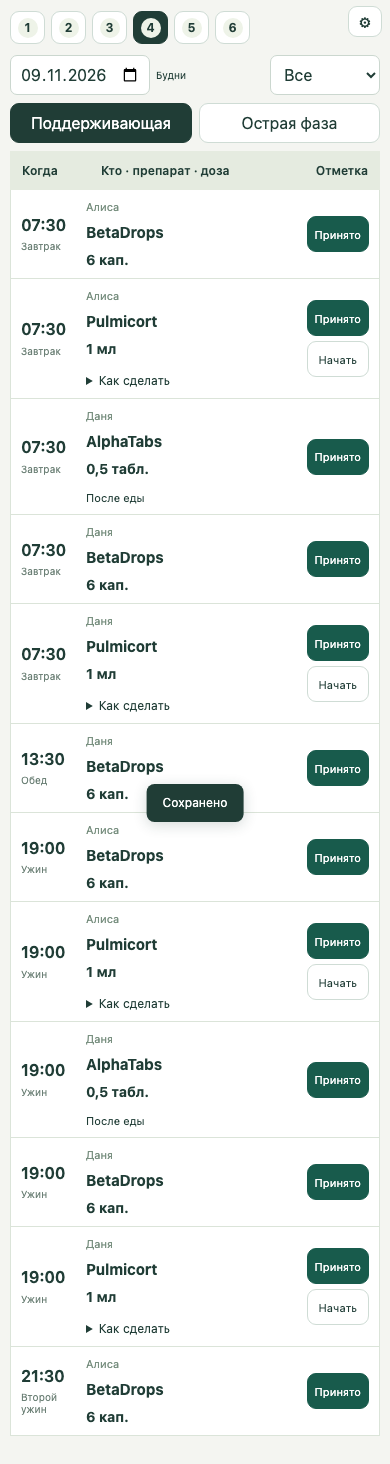 1 2 3 4 5 6 ⚙
09.11.2026 Будни Все
Поддерживающая Острая фаза
Когда Кто · препарат · доза Отметка
Алиса
07:30 BetaDrops Принято
Завтрак 6 кап.
Алиса
07:30 Pulmicort Принято
Завтрак 1 мл Начать
▶ Как сделать
Даня
07:30 AlphaTabs Принято
Завтрак 0,5 табл.
После еды
Даня
07:30 BetaDrops Принято
Завтрак 6 кап.
Даня
07:30 Pulmicort Принято
Завтрак 1 мл Начать
▶ Как сделать
Даня
13:30 BetaDrops Принято
Обед 6 кап.
Сохранено
Алиса
19:00 BetaDrops Принято
Ужин 6 кап.
Алиса
19:00 Pulmicort Принято
Ужин 1 мл Начать
▶ Как сделать
Даня
19:00 AlphaTabs Принято
Ужин 0,5 табл.
После еды
Даня
19:00 BetaDrops Принято
Ужин 6 кап.
Даня
19:00 Pulmicort Принято
Ужин 1 мл Начать
▶ Как сделать
Алиса
21:30 BetaDrops Принято
Второй ужин 6 кап.